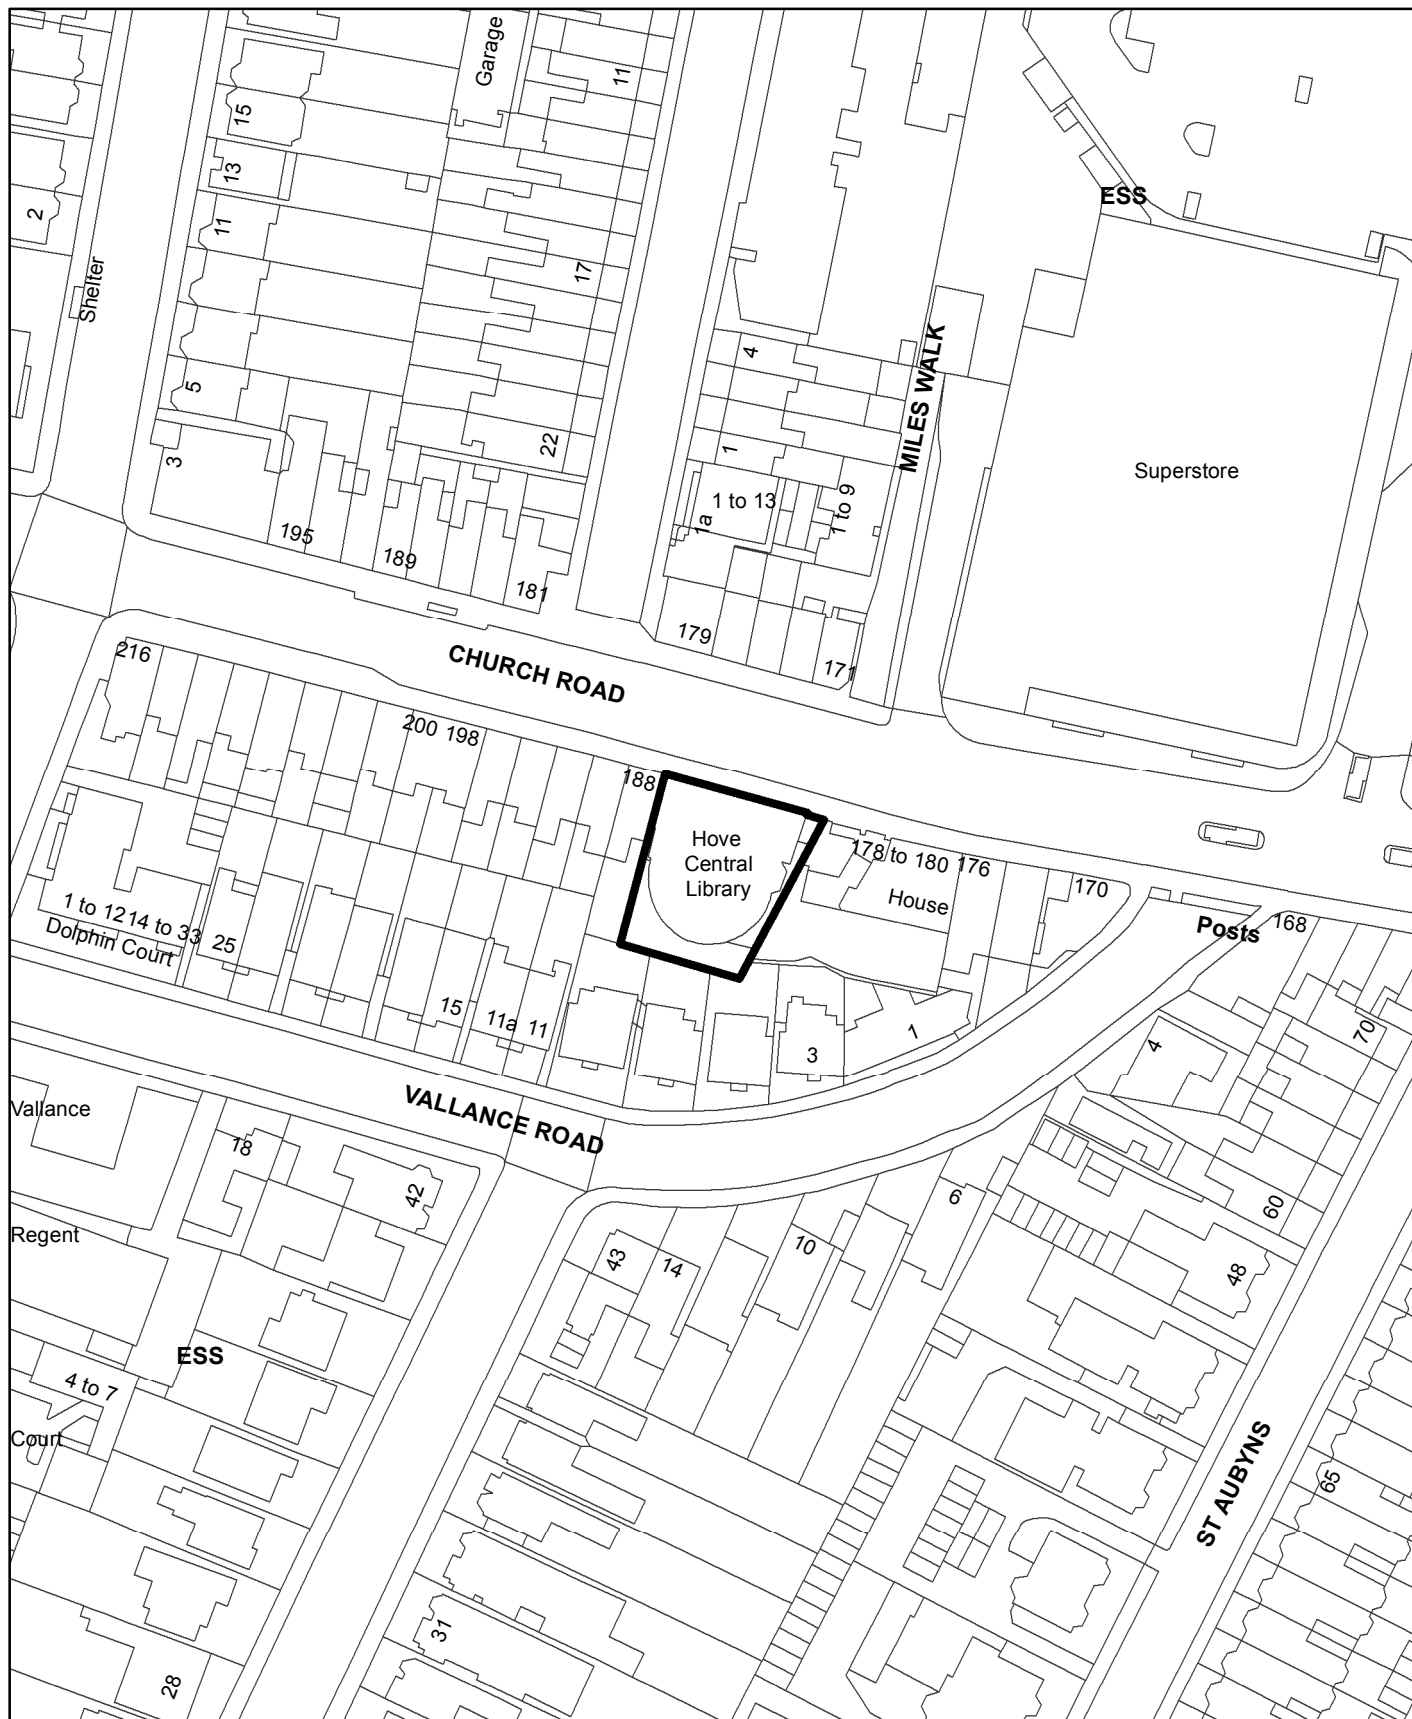 Garage
11
15
13
11
2
ESS
Shelter
17
MILES WALK
4
5
22
1
3
Superstore
1 to 13
1 to 9
1a
195
189
181
179
171
216
CHURCH ROAD
200 198
188
Hove
Central
Library
178 to 180 176
House
170
168
Posts
1 to 12
14 to 33
Dolphin Court
25
15
11a
11
3
1
4
70
Vallance
VALLANCE ROAD
18
42
6
60
Regent
43
14
10
48
ESS
4 to 7
Court
65
ST AUBYNS
31
28